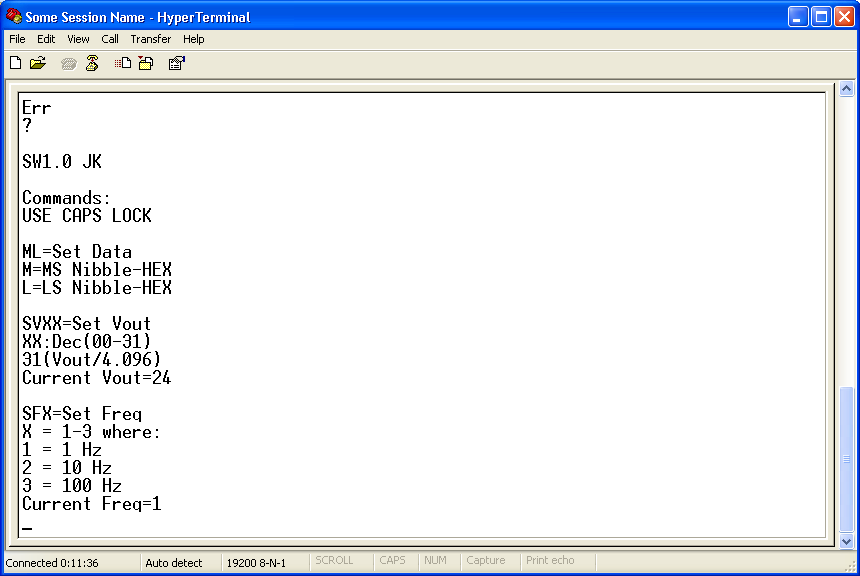 Some Session Name - HyperTerminal
File Edit View Call Transfer Help
Err
?
SW1.0 JK
Commands:
USE CAPS LOCK
ML=Set Data
M=MS Nibble-HEX
L=LS Nibble-HEX
SVXX=Set Vout
XX:Dec(00-31)
31(Vout/4.096)
Current Vout=24
SFX=Set Freq
X = 1-3 where:
1 = 1 Hz
2 = 10 Hz
3 = 100 Hz
Current Freq=1
_
Connected 0:11:36 Auto detect 19200 8-N-1 SCROLL CAPS NUM Capture Print echo